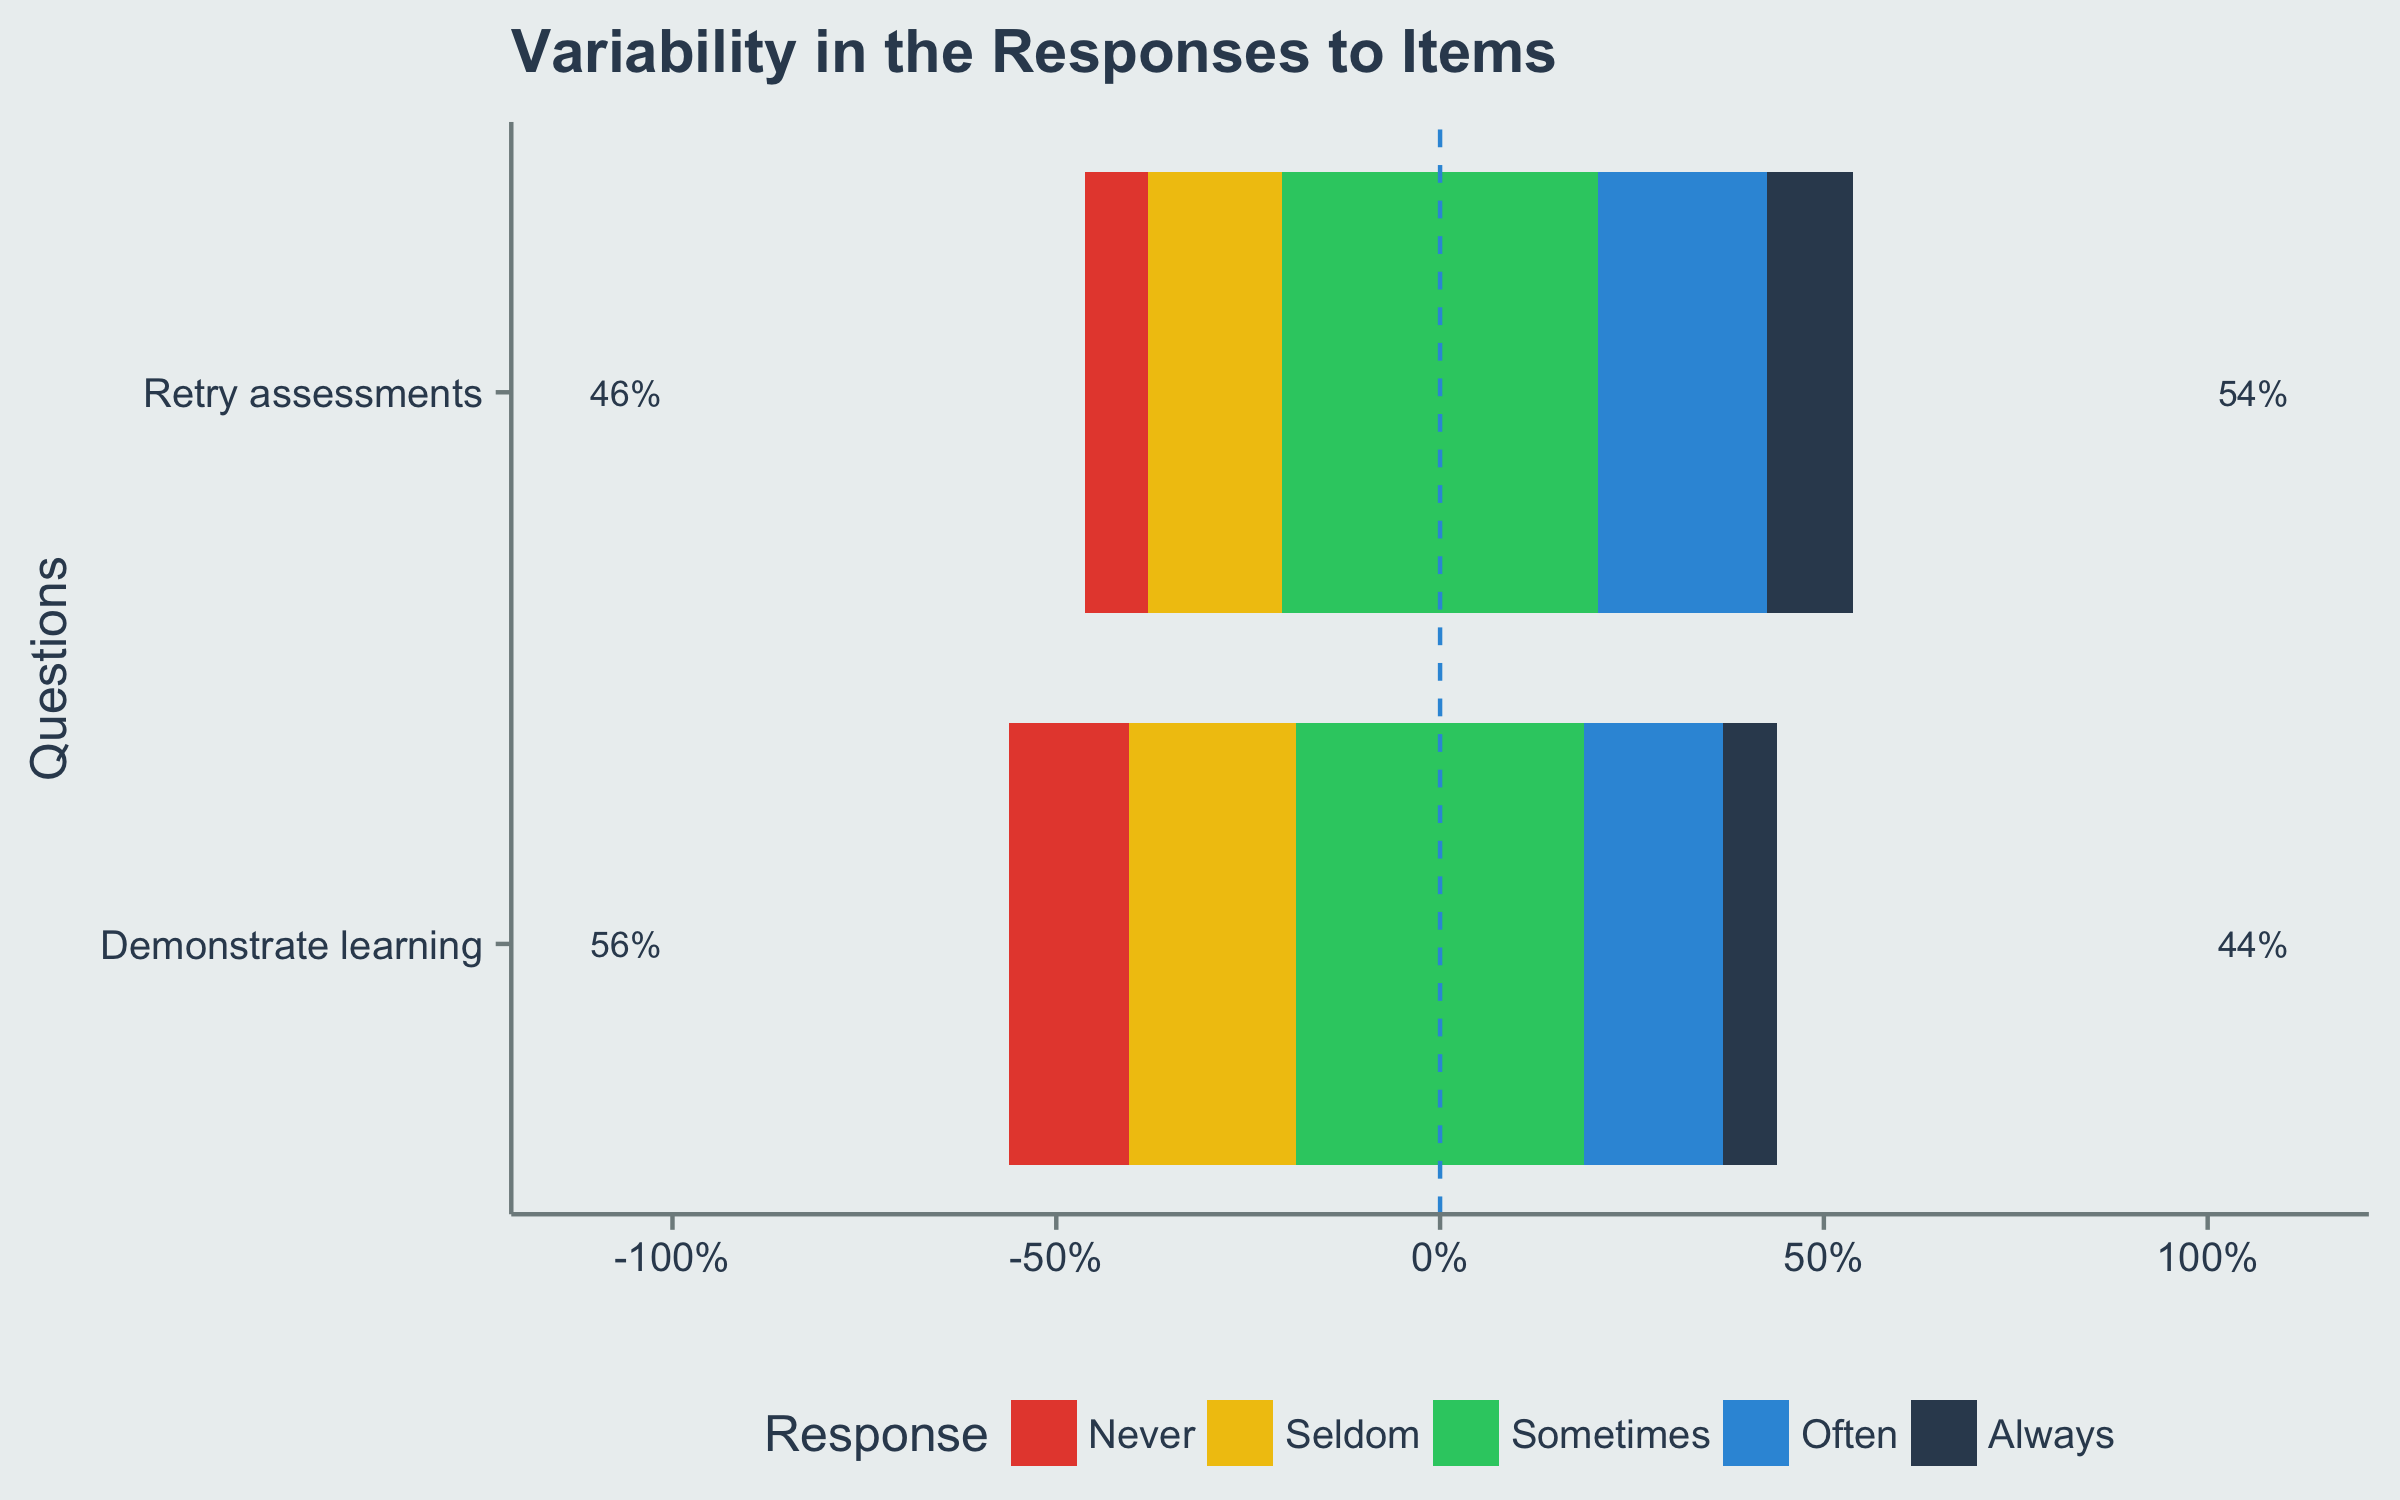 Variability in the Responses to Items
Questions
Retry assessments
46%
54%
Demonstrate learning
56%
44%
-100%
-50%
0%
50%
100%
Response
Never
Seldom
Sometimes
Often
Always